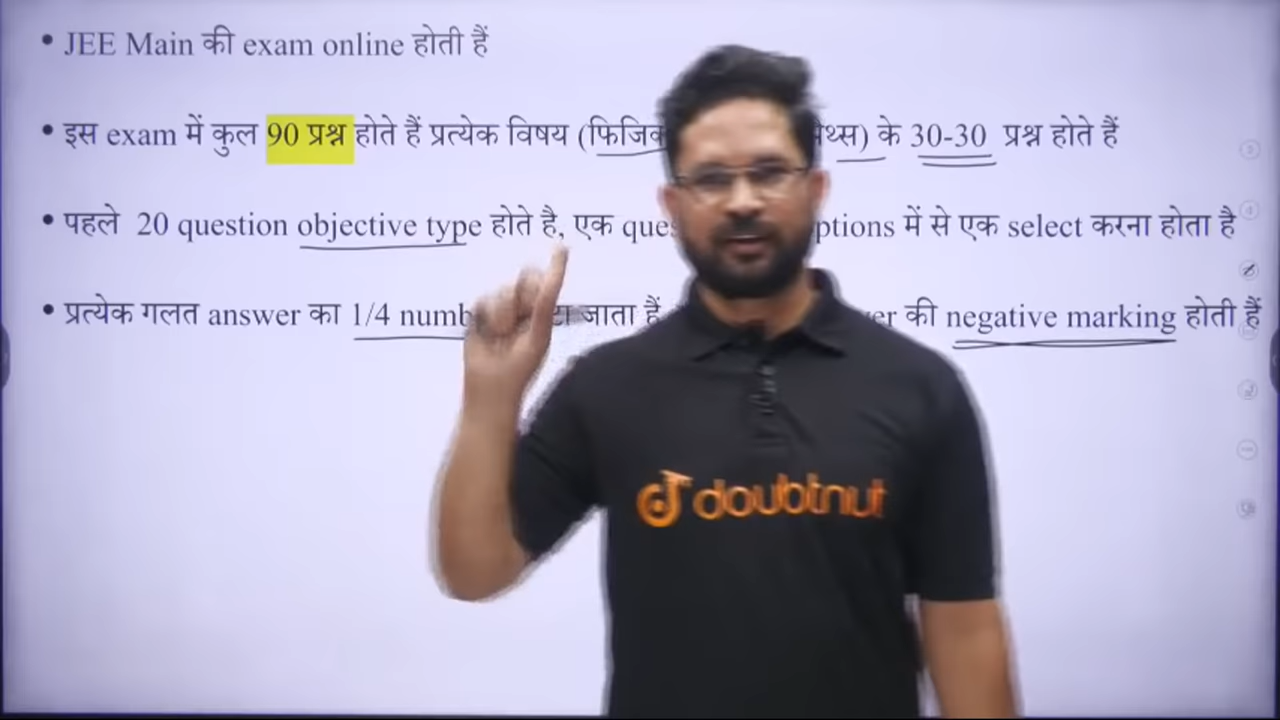 • JEE Main की exam online होती हैं
• इस exam में कुल 90 प्रश्न होते हैं प्रत्येक विषय ( के 30-30 प्रश्न होते हैं
• पहले 20 question objective type होते है, एक में से एक select करना होता है
• प्रत्येक गलत answer का 1/4 जाता हैं की negative marking होती हैं
doubtnut